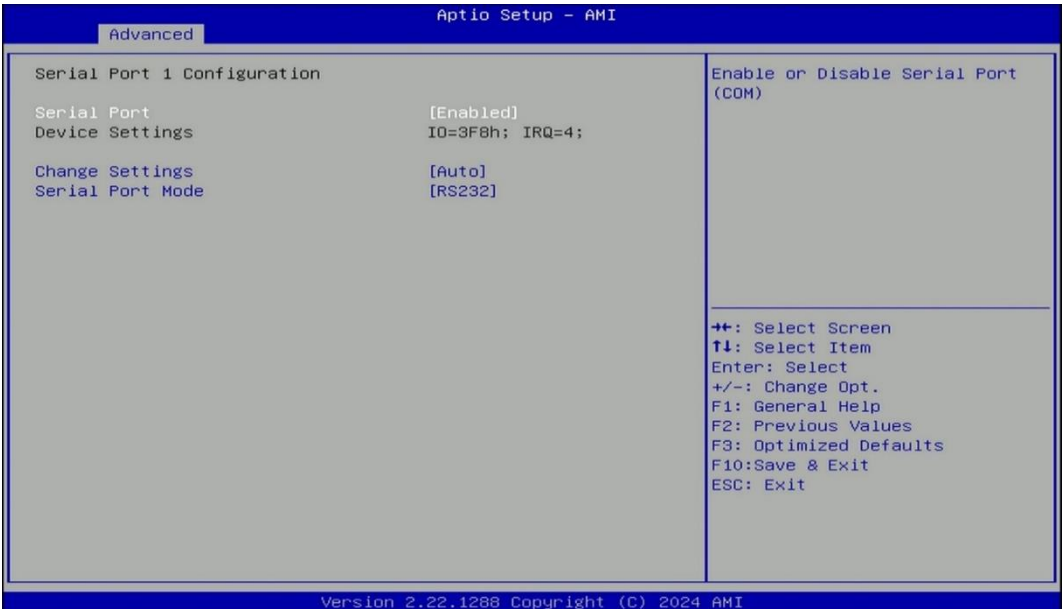 Aptio Setup - AMI
Advanced
Serial Port 1 Configuration
Serial Port [Enabled]
Device Settings IO=3F8h; IRQ=4;
Change Settings [Auto]
Serial Port Mode [RS232]
Enable or Disable Serial Port
(COM)
→←: Select Screen
↑↓: Select Item
Enter: Select
+/-: Change Opt.
F1: General Help
F2: Previous Values
F3: Optimized Defaults
F10:Save & Exit
ESC: Exit
Version 2.22.1288 Copyright (C) 2024 AMI